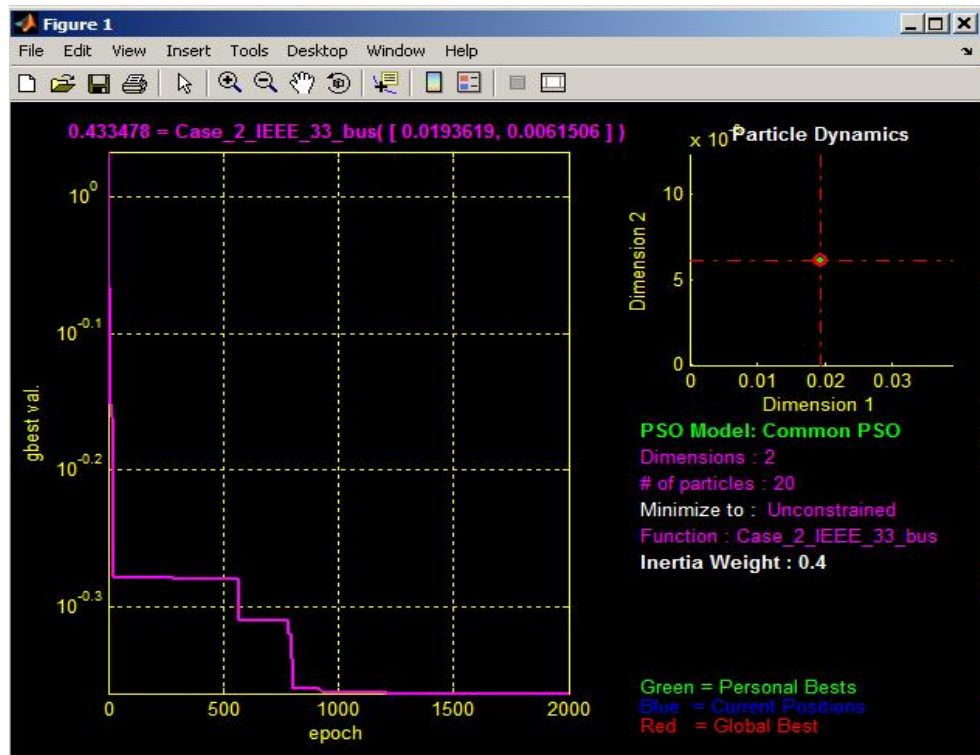 Figure 1
File Edit View Insert Tools Desktop Window Help
0.433478 = Case_2_IEEE_33_bus( [ 0.0193619, 0.0061506 ] )
10^0
10^-0.1
10^-0.2
10^-0.3
gbest val.
0 500 1000 1500 2000
epoch
Particle Dynamics
10
5
0
Dimension 2
0 0.01 0.02 0.03
Dimension 1
PSO Model: Common PSO
Dimensions : 2
# of particles : 20
Minimize to : Unconstrained
Function : Case_2_IEEE_33_bus
Inertia Weight : 0.4
Green = Personal Bests
Blue = Current Positions
Red = Global Best